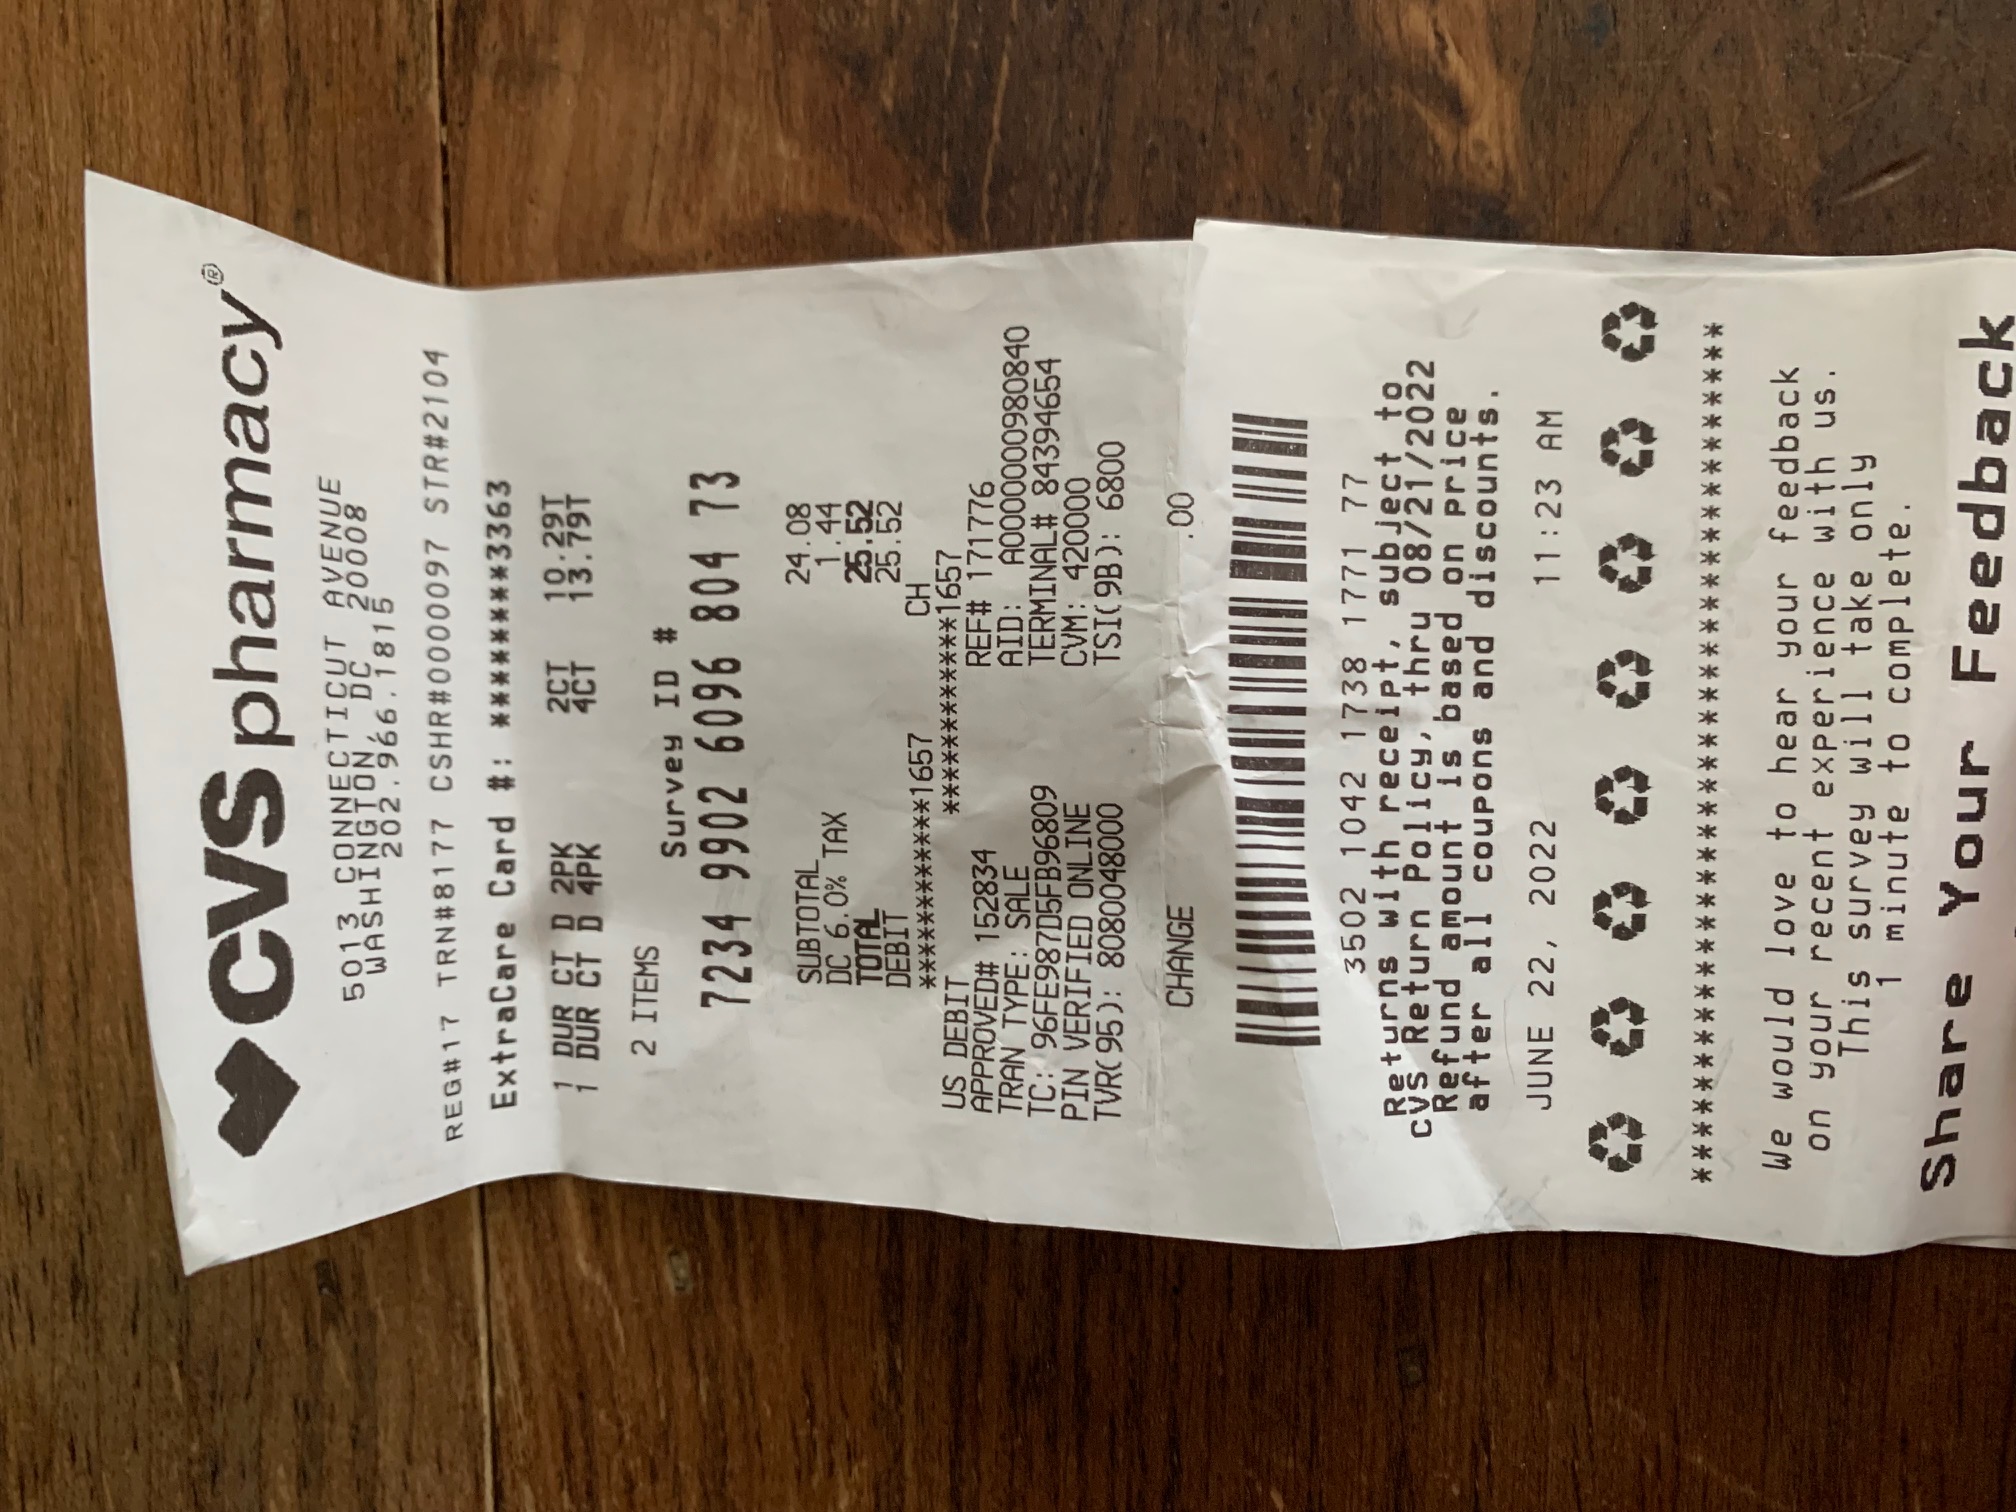 CVS pharmacy®
5013 CONNECTICUT AVENUE
WASHINGTON, DC 20008
202.966.1815
REG#17 TRN#8177 CSHR#0000097 STR#2104
ExtraCare Card #: ********3363
1 DUR CT D 2PK 2CT 10.29T
1 DUR CT D 4PK 4CT 13.79T
2 ITEMS
Survey ID #
7234 9902 6096 804 73
SUBTOTAL 24.08
DC 6.0% TAX 1.44
TOTAL 25.52
DEBIT 25.52
************1657 CH
US DEBIT ************1657
APPROVED# 152834 REF# 171776
TRAN TYPE: SALE AID: A0000000980840
TC: 96FE987D5FB96809 TERMINAL# 84394654
PIN VERIFIED ONLINE CVM: 420000
TVR(95): 8080048000 TSI(9B): 6800
CHANGE .00
3502 1042 1738 1771 77
Returns with receipt, subject to
CVS Return Policy, thru 08/21/2022
Refund amount is based on price
after all coupons and discounts.
JUNE 22, 2022 11:23 AM
****************************************
We would love to hear your feedback
on your recent experience with us.
This survey will take only
1 minute to complete.
Share Your Feedback